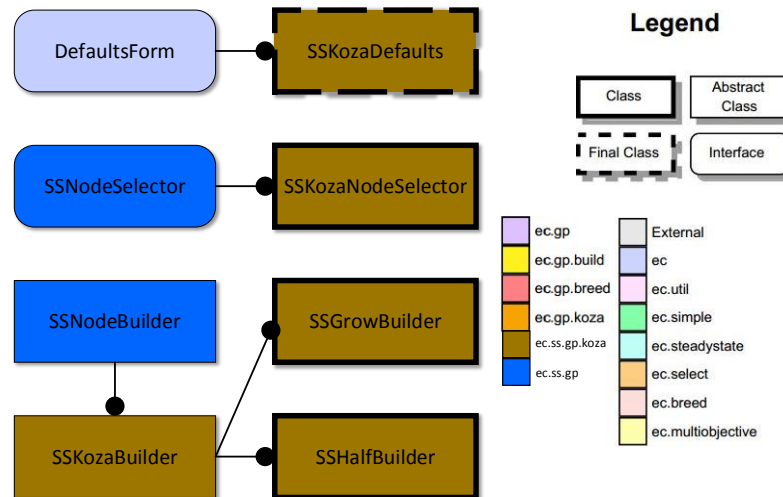 DefaultsForm
SSKozaDefaults
SSNodeSelector
SSKozaNodeSelector
SSNodeBuilder
SSGrowBuilder
SSKozaBuilder
SSHalfBuilder
Legend
Class
Abstract
Class
Final Class
Interface
ec.gp
ec.gp.build
ec.gp.breed
ec.gp.koza
ec.ss.gp.koza
ec.ss.gp
External
ec
ec.util
ec.simple
ec.steadystate
ec.select
ec.breed
ec.multiobjective